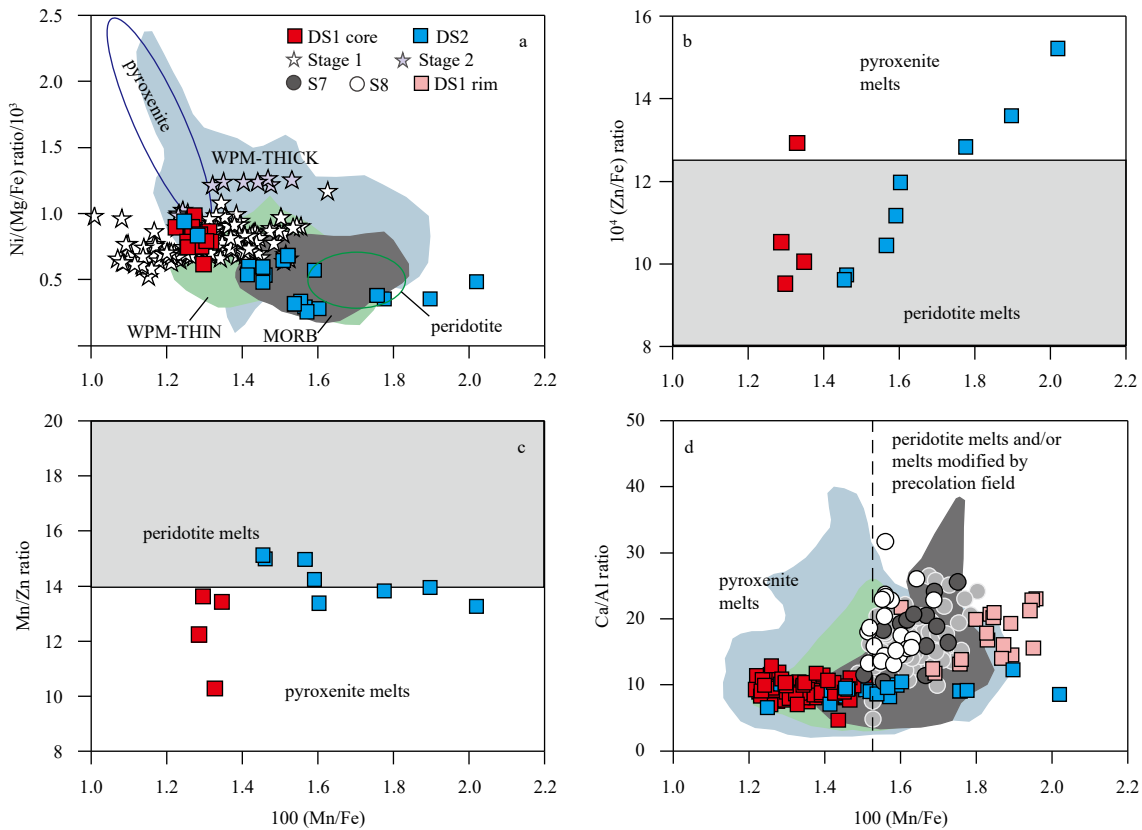 2.5
2.0
1.5
1.0
0.5
1.0
1.2
1.4
1.6
1.8
2.0
2.2
Ni/(Mg/Fe) ratio/10³
a
DS1 core
DS2
Stage 1
Stage 2
S7
S8
DS1 rim
pyroxenite
WPM-THICK
WPM-THIN
MORB
peridotite
16
14
12
10
8
1.0
1.2
1.4
1.6
1.8
2.0
2.2
10⁻⁴ (Zn/Fe) ratio
b
pyroxenite
melts
peridotite melts
20
18
16
14
12
10
8
1.0
1.2
1.4
1.6
1.8
2.0
2.2
Mn/Zn ratio
100 (Mn/Fe)
c
peridotite melts
pyroxenite melts
50
40
30
20
10
0
1.0
1.2
1.4
1.6
1.8
2.0
2.2
Ca/Al ratio
100 (Mn/Fe)
d
peridotite melts and/or
melts modified by
precolation field
pyroxenite
melts